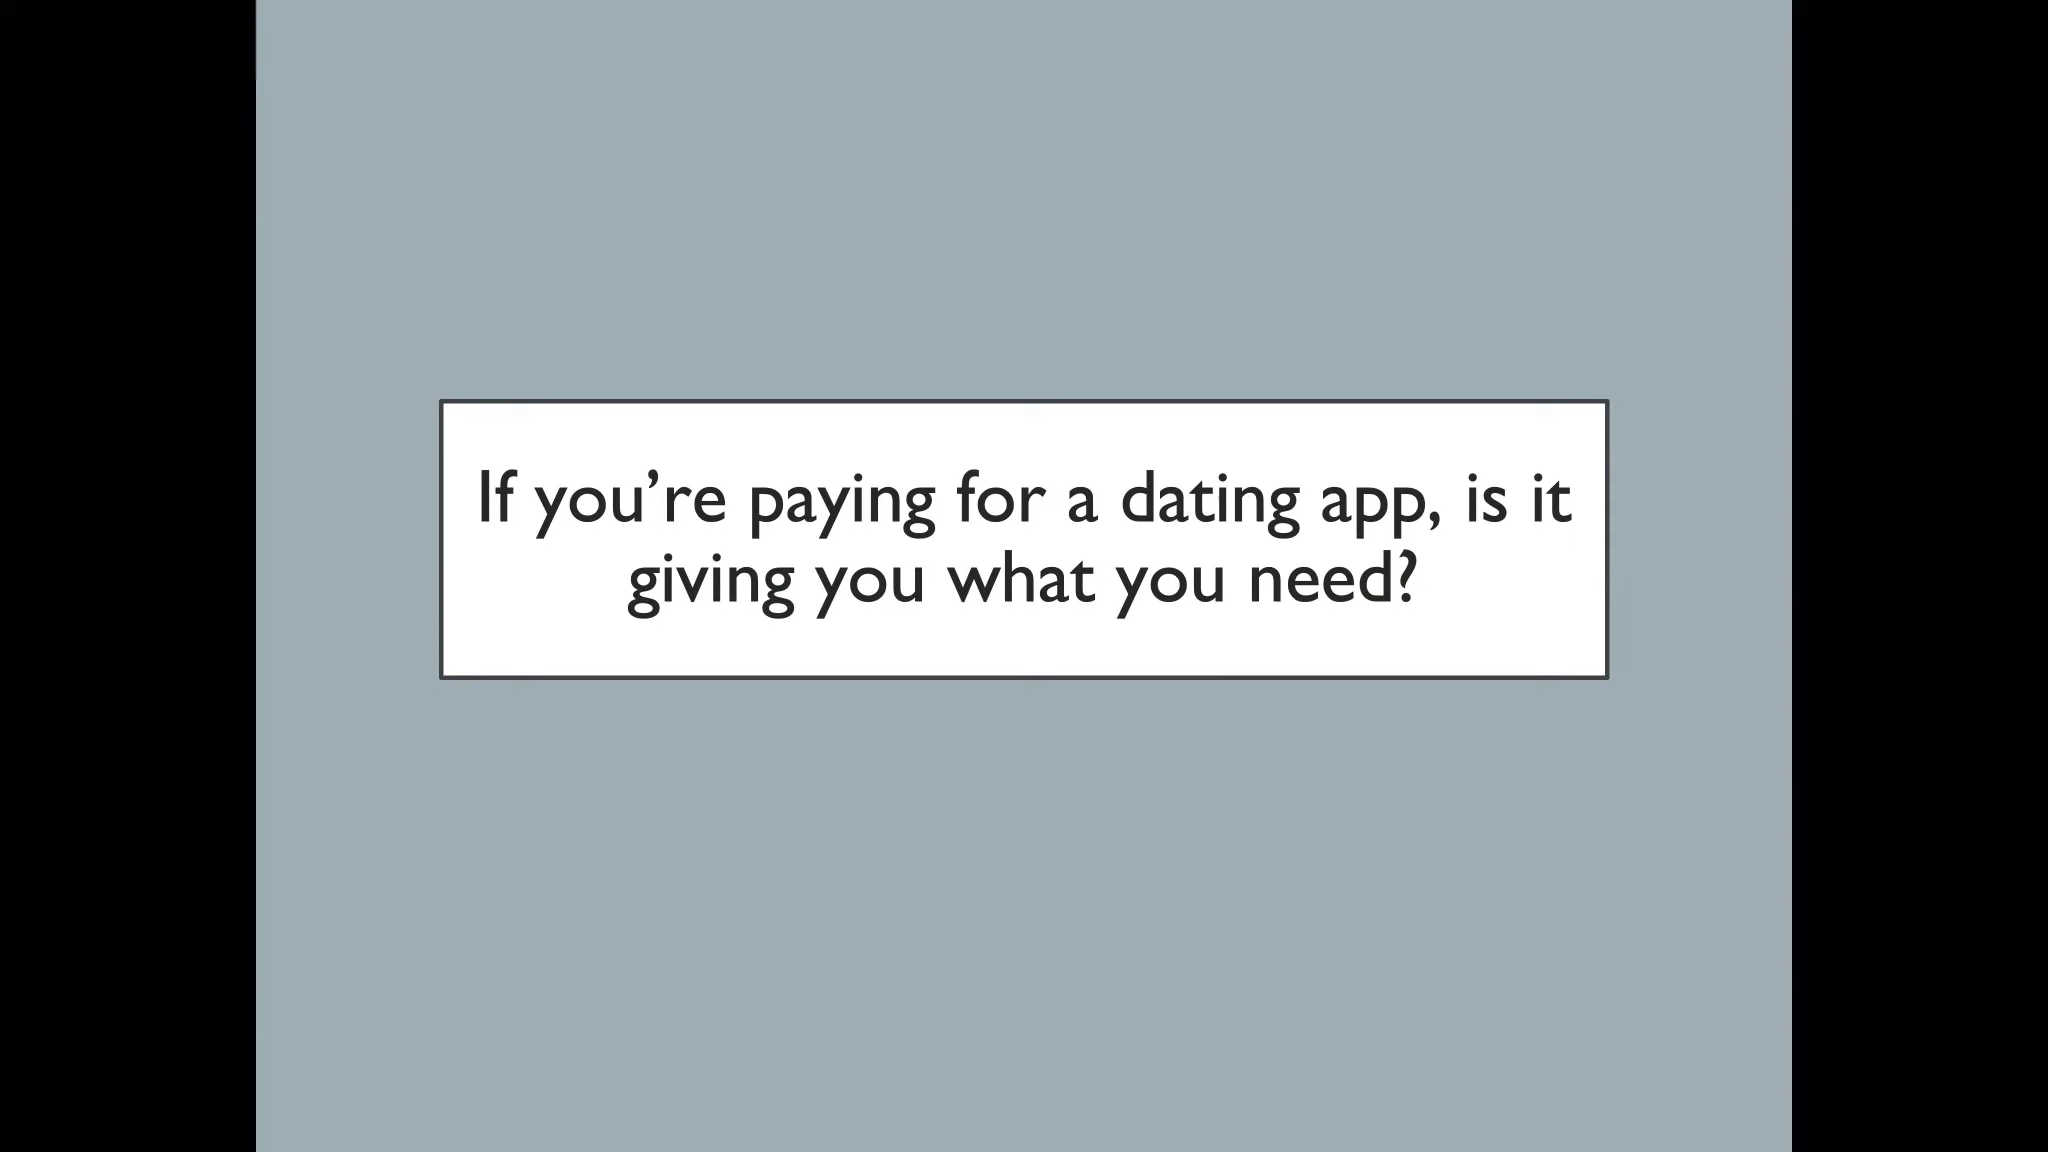 If you’re paying for a dating app, is it
giving you what you need?